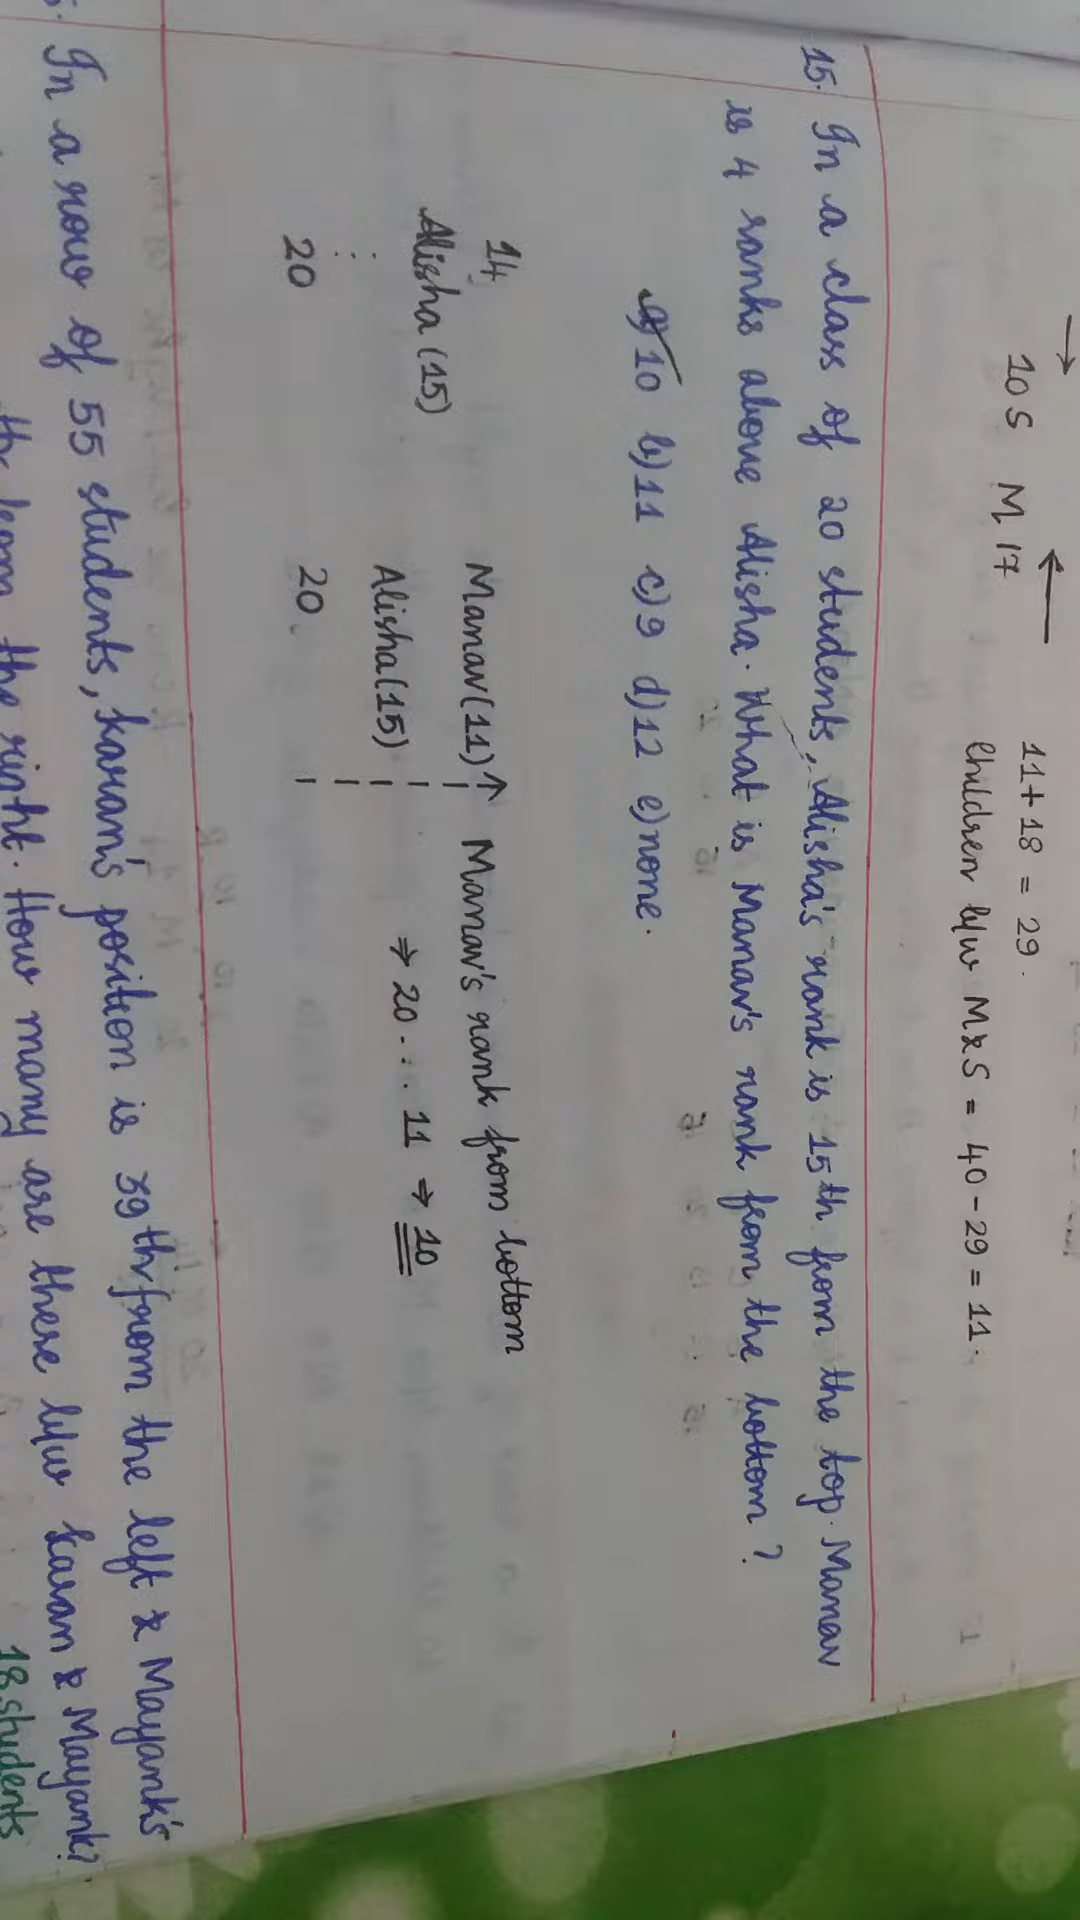 → ←
10 S M 17
11 + 18 = 29.
Children b/w M & S = 40 - 29 = 11.
15. In a class of 20 students, Alisha's rank is 15th from the top. Manav
is 4 ranks above Alisha. What is Manav's rank from the bottom?
a) 10 b) 11 c) 9 d) 12 e) none.
14
Alisha (15)
20
Manav (11) ↑
Alisha (15)
20
Manav's rank from bottom
⇒ 20 . . . 11 ⇒ 10
In a row of 55 students, Karan's position is 39th from the left & Mayank's
from the right. How many are there b/w Karan & Mayank?
18 students